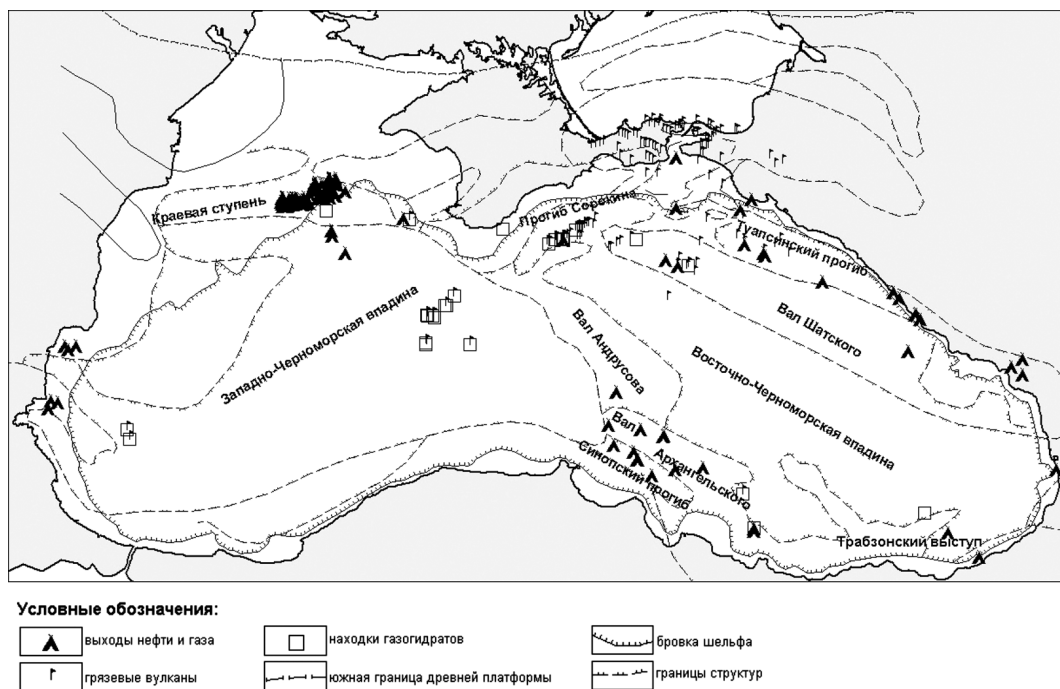 Краевая ступень
Прогиб Сорокина
Туапсинский прогиб
Западно-Черноморская впадина
Вал Андрусова
Вал Шатского
Восточно-Черноморская впадина
Вал
Архангельского
Синопский прогиб
Трабзонский выступ
Условные обозначения:
выходы нефти и газа
находки газогидратов
бровка шельфа
грязевые вулканы
южная граница древней платформы
границы структур